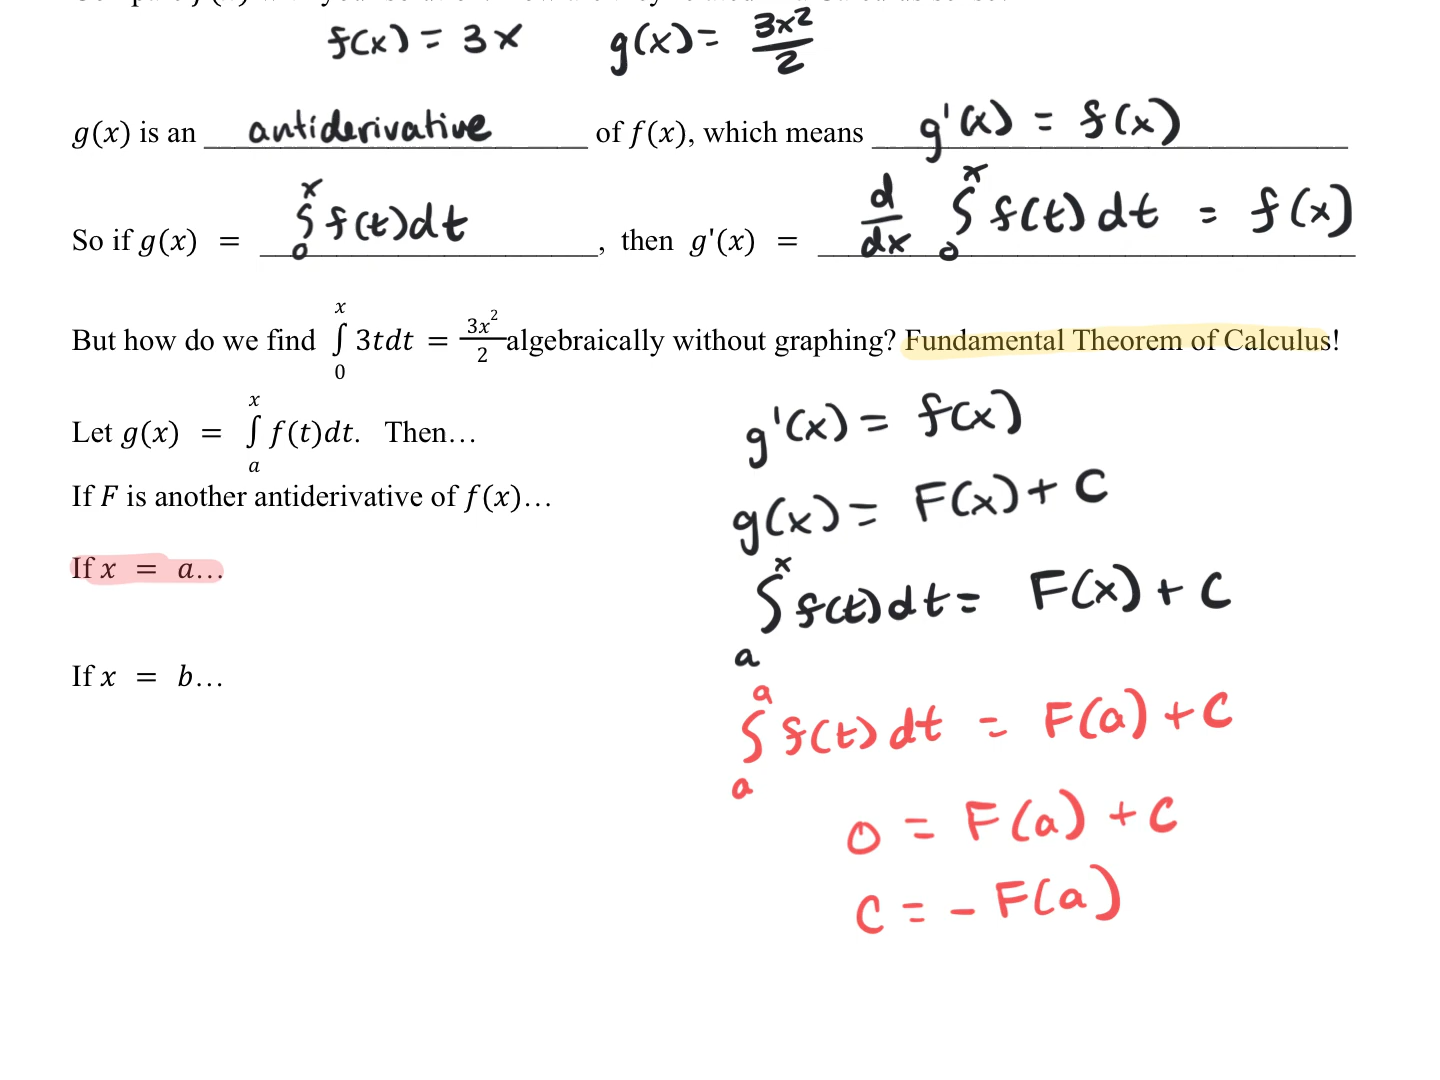 f(x) = 3x g(x) = 3x²/2
g(x) is an antiderivative of f(x), which means g'(x) = f(x)
So if g(x) = ∫₀ˣ f(t)dt, then g'(x) = d/dx ∫₀ˣ f(t)dt = f(x)
But how do we find ∫₀ˣ 3tdt = 3x²/2 algebraically without graphing? Fundamental Theorem of Calculus!
Let g(x) = ∫ₐˣ f(t)dt. Then… g'(x) = f(x)
If F is another antiderivative of f(x)… g(x) = F(x) + C
If x = a…
∫ₐˣ f(t)dt = F(x) + C
If x = b…
∫ₐᵃ f(t)dt = F(a) + C
0 = F(a) + C
C = -F(a)